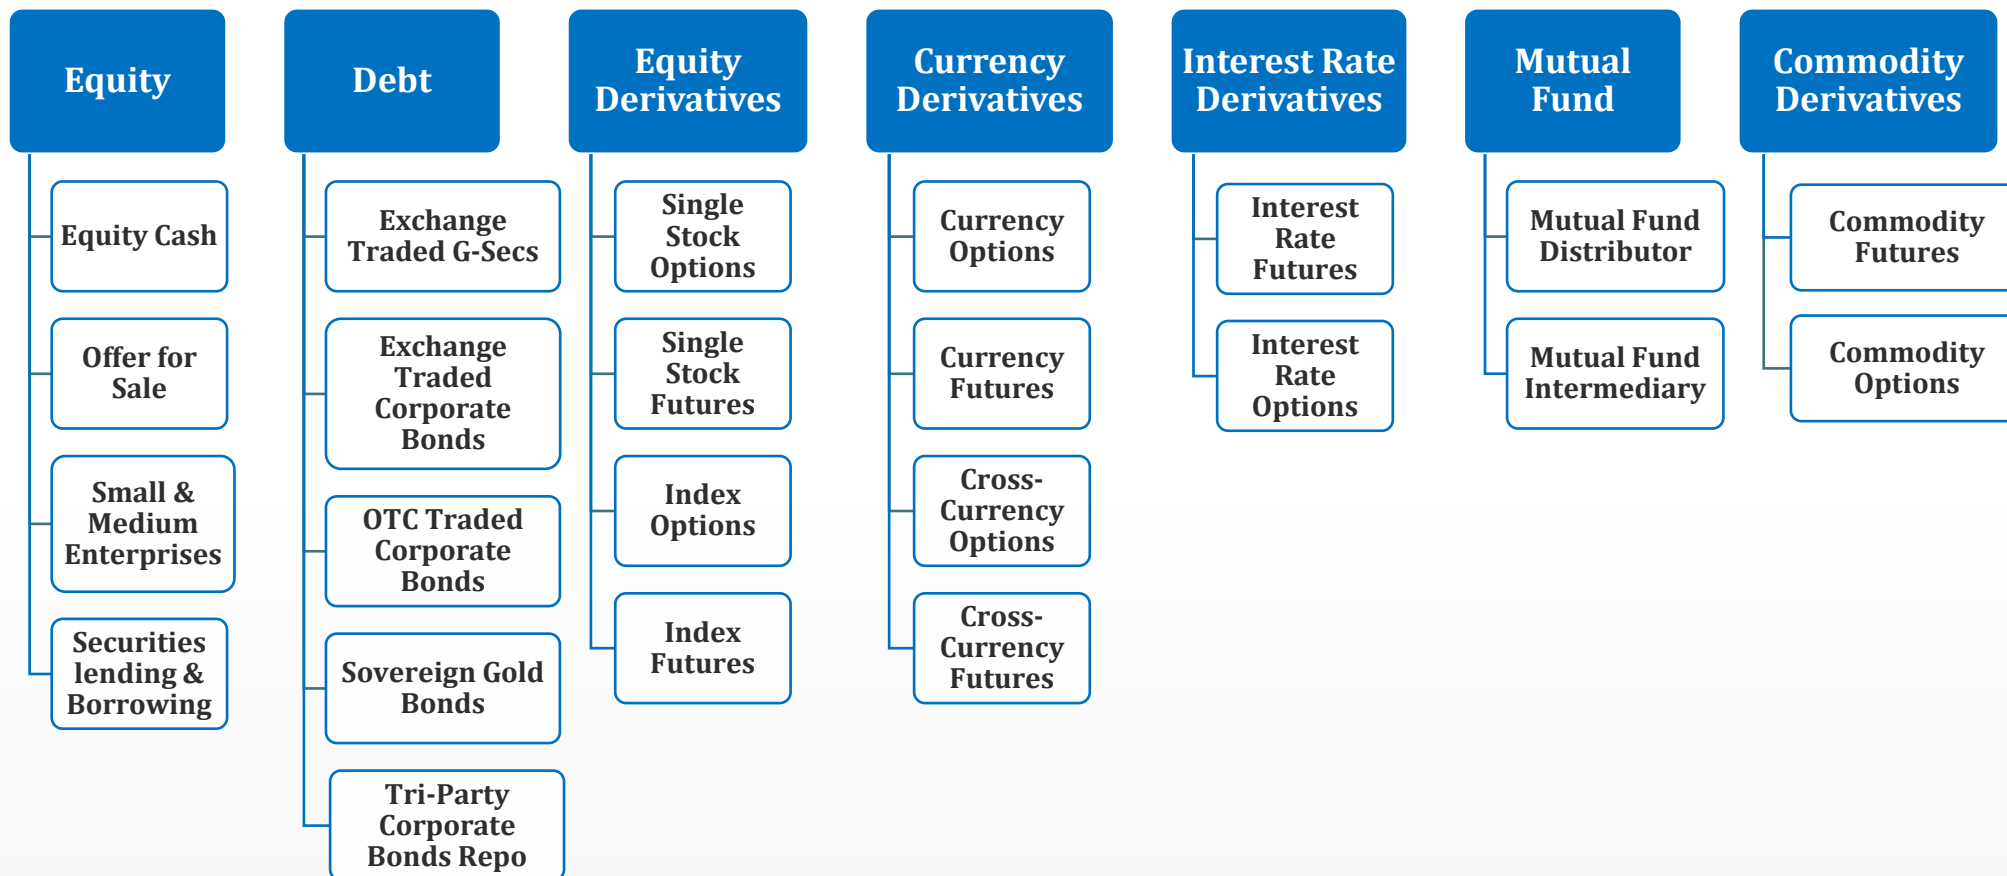 Equity
Equity Cash
Offer for
Sale
Small &
Medium
Enterprises
Securities
lending &
Borrowing
Debt
Exchange
Traded G-Secs
Exchange
Traded
Corporate
Bonds
OTC Traded
Corporate
Bonds
Sovereign Gold
Bonds
Tri-Party
Corporate
Bonds Repo
Equity
Derivatives
Single
Stock
Options
Single
Stock
Futures
Index
Options
Index
Futures
Currency
Derivatives
Currency
Options
Currency
Futures
Cross-
Currency
Options
Cross-
Currency
Futures
Interest Rate
Derivatives
Interest
Rate
Futures
Interest
Rate
Options
Mutual
Fund
Mutual Fund
Distributor
Mutual Fund
Intermediary
Commodity
Derivatives
Commodity
Futures
Commodity
Options